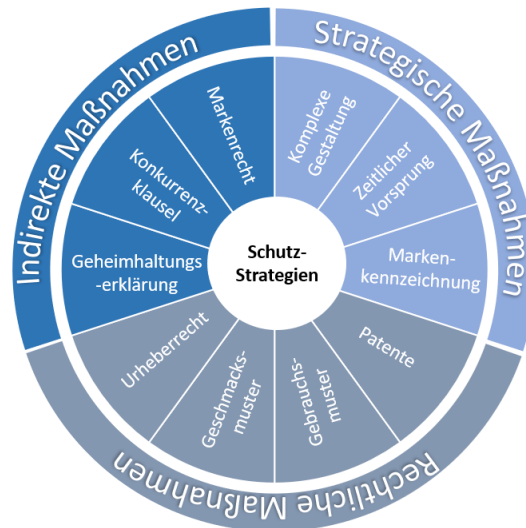 Indirekte Maßnahmen
Strategische Maßnahmen
Rechtliche Maßnahmen
Schutz-
Strategien
Komplexe
Gestaltung
Zeitlicher
Vorsprung
Marken-
kennzeichnung
Patente
Gebrauchs-
muster
Geschmacks-
muster
Urheberrecht
Geheimhaltungs
-erklärung
Konkurrenz-
klausel
Markenrecht